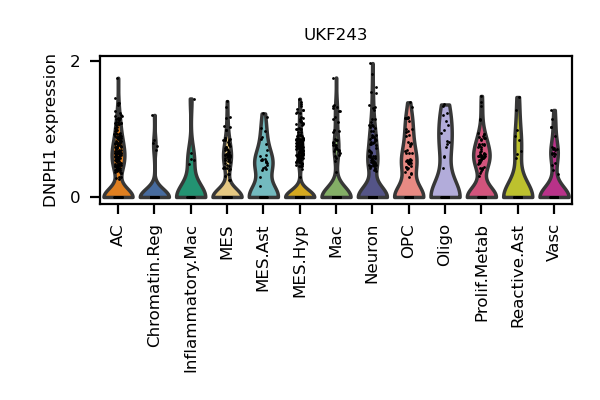 UKF243
DNPH1 expression
2
0
AC
Chromatin.Reg
Inflammatory.Mac
MES
MES.Ast
MES.Hyp
Mac
Neuron
OPC
Oligo
Prolif.Metab
Reactive.Ast
Vasc